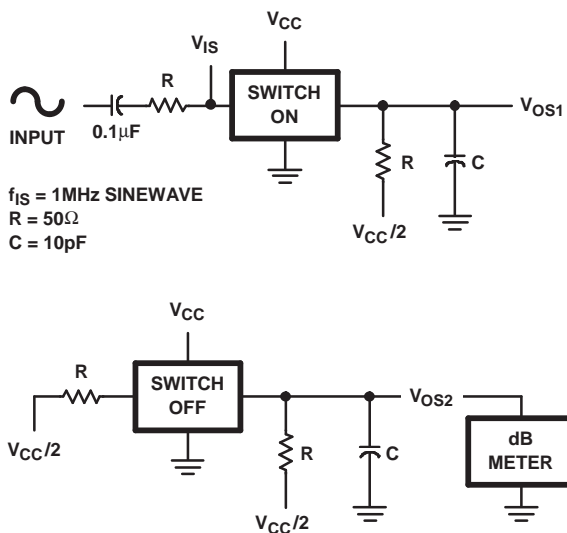 VCC
VIS
R
SWITCH
ON
VOS1
INPUT
0.1μF
R
C
fIS = 1MHz SINEWAVE
R = 50Ω
C = 10pF
VCC/2
VCC
R
SWITCH
OFF
VOS2
VCC/2
R
C
dB
METER
VCC/2